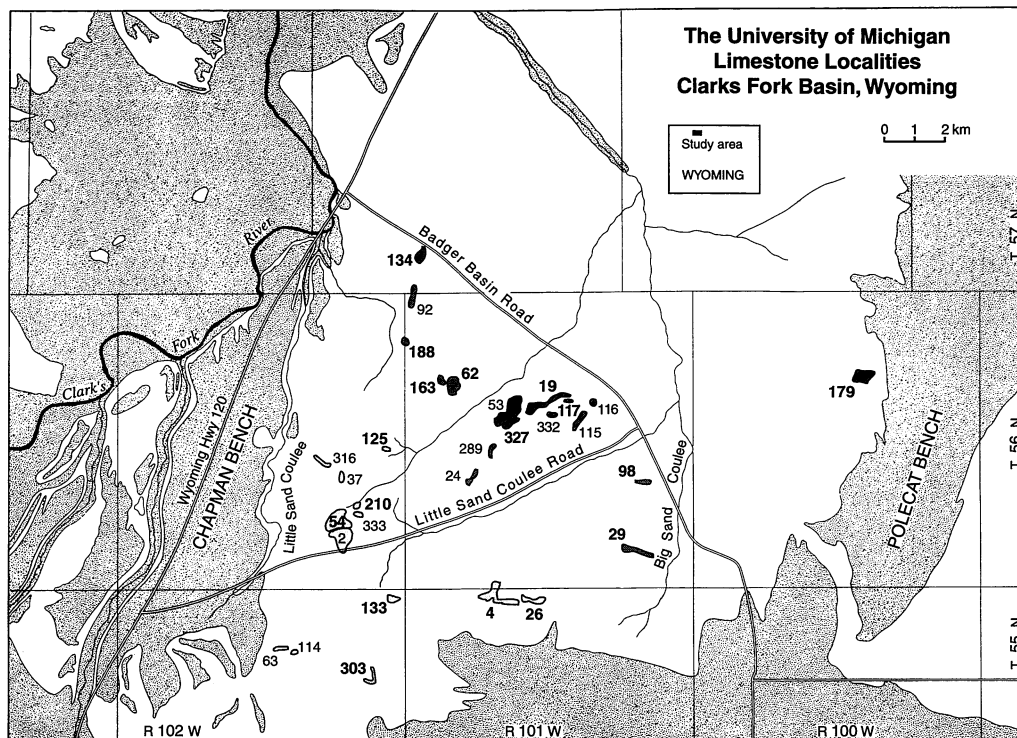 The University of Michigan
Limestone Localities
Clarks Fork Basin, Wyoming
Study area
WYOMING
0 1 2 km
T 57 N
River
134
Badger Basin Road
92
Fork
188
Clark's
163
62
179
19
53
117
116
332
115
327
Wyoming Hwy 120
CHAPMAN BENCH
Little Sand Coulee
125
289
316
37
24
Little Sand Coulee Road
98
Big Sand Coulee
POLECAT BENCH
T 56 N
210
54
333
2
29
133
4
26
63
114
303
T 55 N
R 102 W
R 101 W
R 100 W